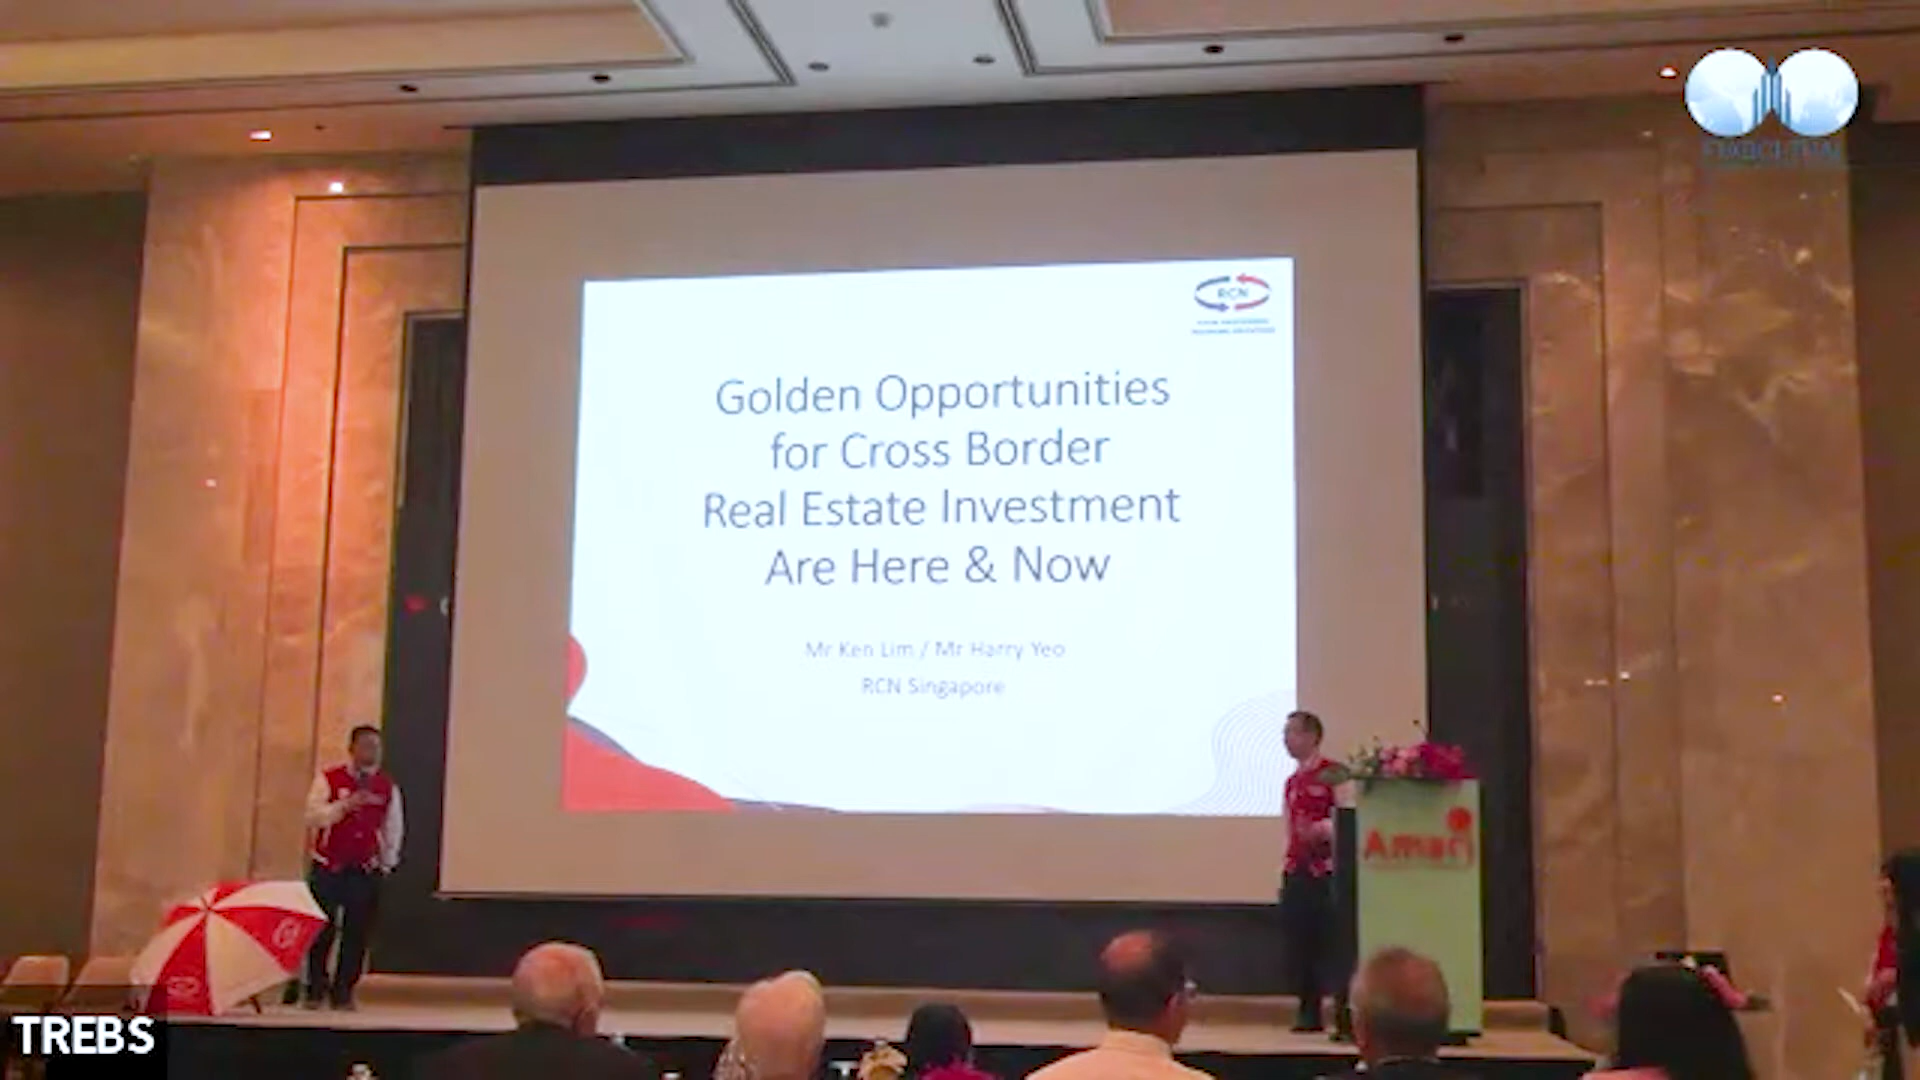 RCN
Golden Opportunities
for Cross Border
Real Estate Investment
Are Here & Now
Mr Ken Lim / Mr Harry Yeo
RCN Singapore
Amari
TREBS